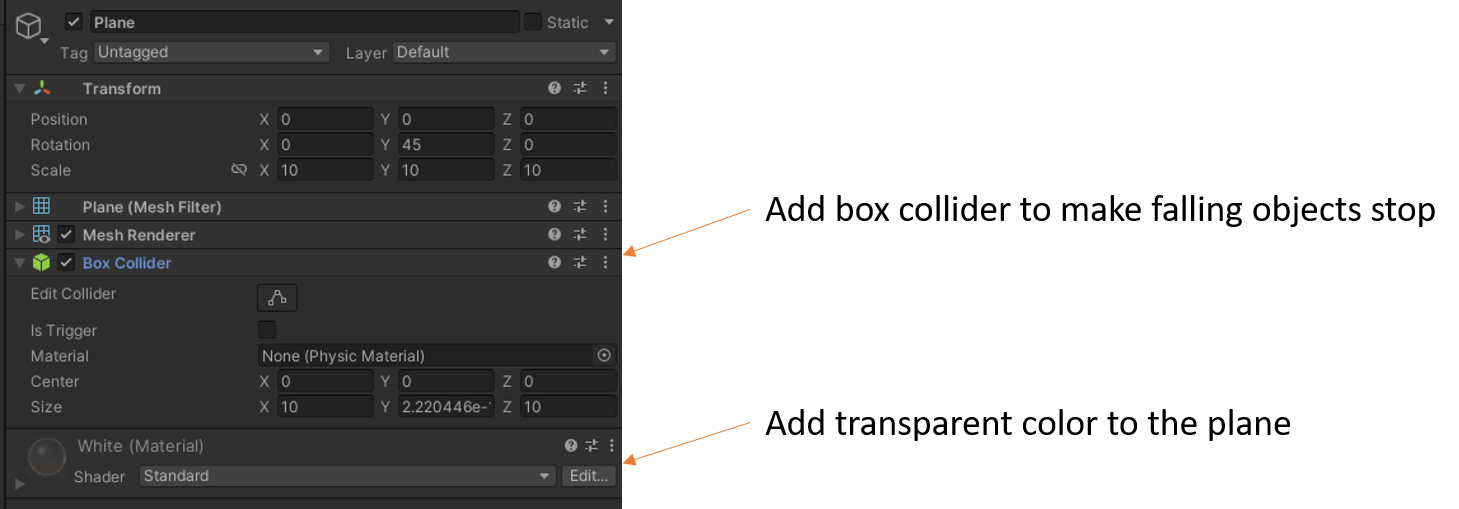 Plane
Static
Tag Untagged Layer Default
Transform
Position X 0 Y 0 Z 0
Rotation X 0 Y 45 Z 0
Scale X 10 Y 10 Z 10
Plane (Mesh Filter)
Mesh Renderer
Box Collider
Edit Collider
Is Trigger
Material None (Physic Material)
Center X 0 Y 0 Z 0
Size X 10 Y 2.220446e- Z 10
White (Material)
Shader Standard Edit...
Add box collider to make falling objects stop
Add transparent color to the plane